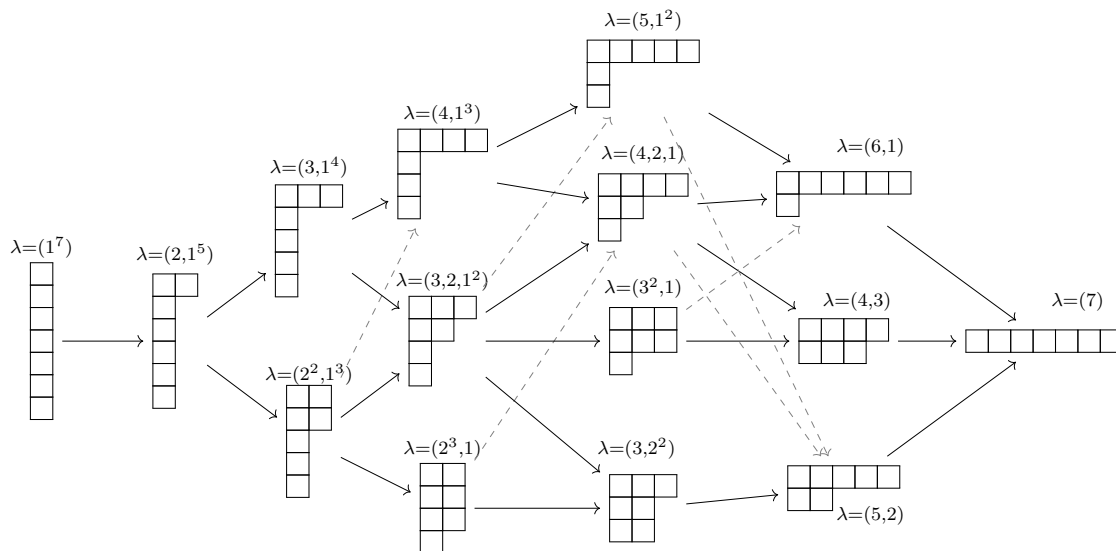 λ=(5,1²)
λ=(4,1³)
λ=(6,1)
λ=(4,2,1)
λ=(3,1⁴)
λ=(1⁷)
λ=(2,1⁵)
λ=(3,2,1²)
λ=(3²,1)
λ=(4,3)
λ=(7)
λ=(2²,1³)
λ=(2³,1)
λ=(3,2²)
λ=(5,2)